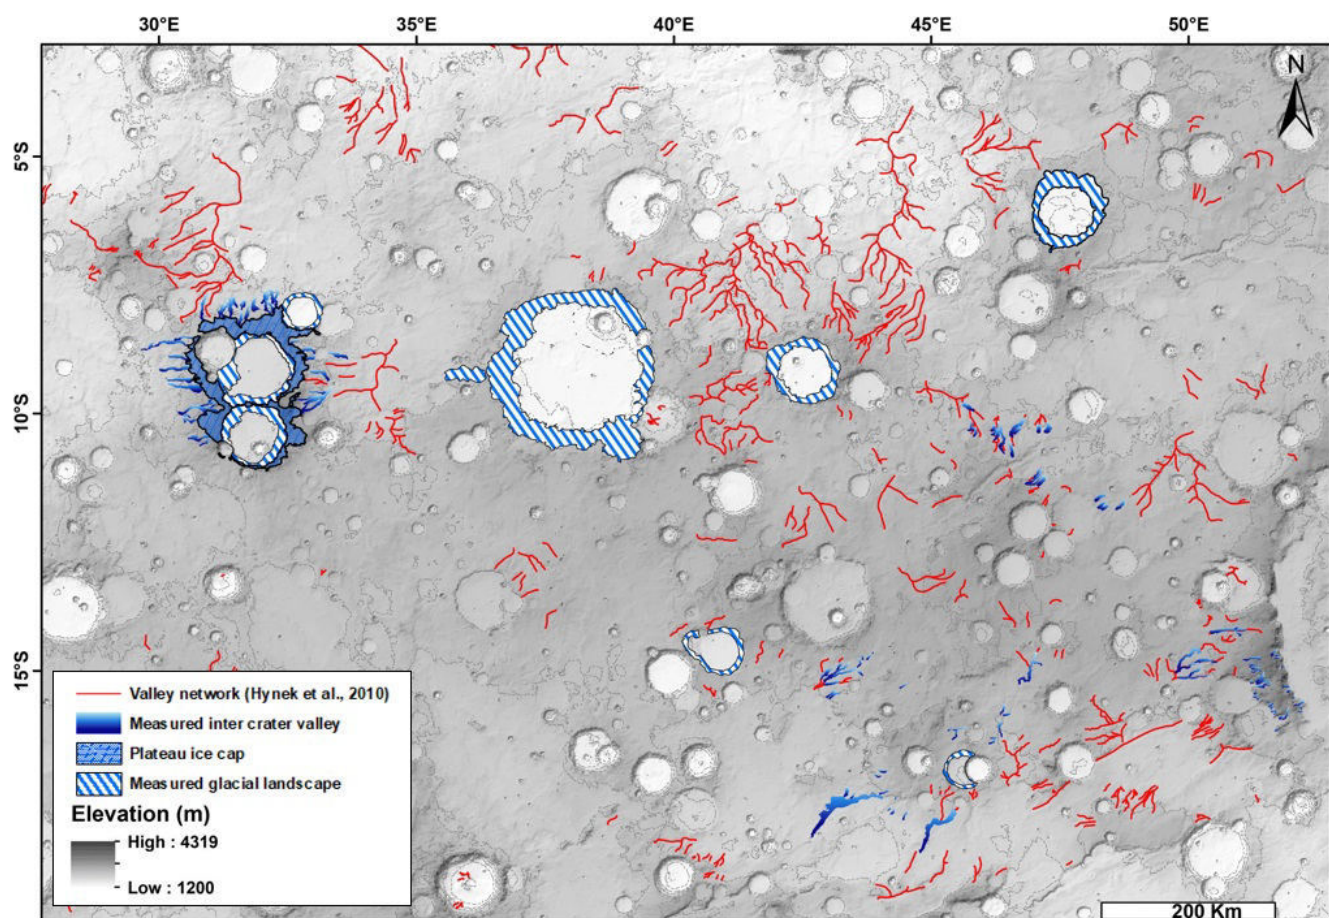 30°E 35°E 40°E 45°E 50°E
N
5°S
10°S
15°S
Valley network (Hynek et al., 2010)
Measured inter crater valley
Plateau ice cap
Measured glacial landscape
Elevation (m)
High : 4319
Low : 1200
200 Km